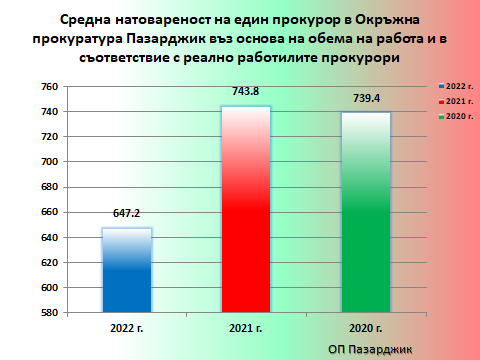 Средна натовареност на един прокурор в Окръжна
прокуратура Пазарджик въз основа на обема на работа и в
съответствие с реално работилите прокурори
760
740
720
700
680
660
640
620
600
580
647.2
743.8
739.4
2022 г.
2021 г.
2020 г.
2022 г.
2021 г.
2020 г.
ОП Пазарджик